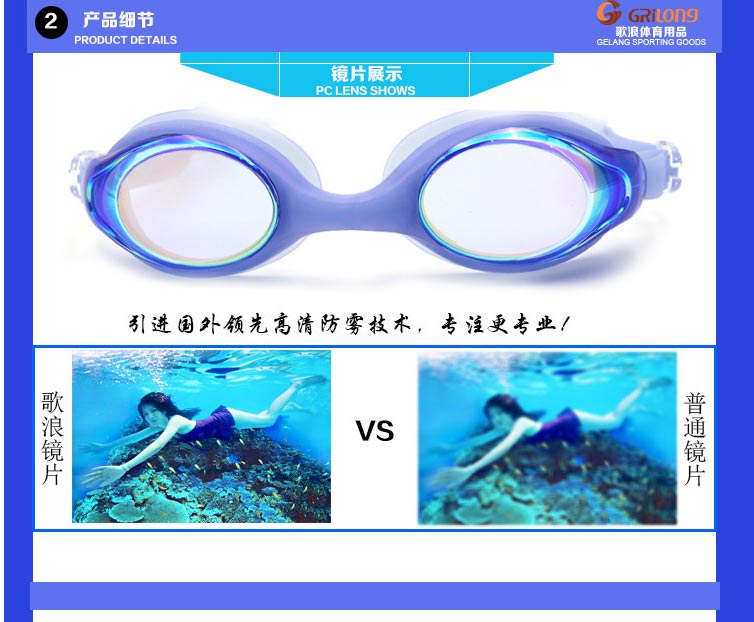 2
产品细节
PRODUCT DETAILS
GRiLOng
歌浪体育用品
GELANG SPORTING GOODS
镜片展示
PC LENS SHOWS
引进国外领先高清防雾技术，专注更专业！
歌浪镜片
VS
普通镜片